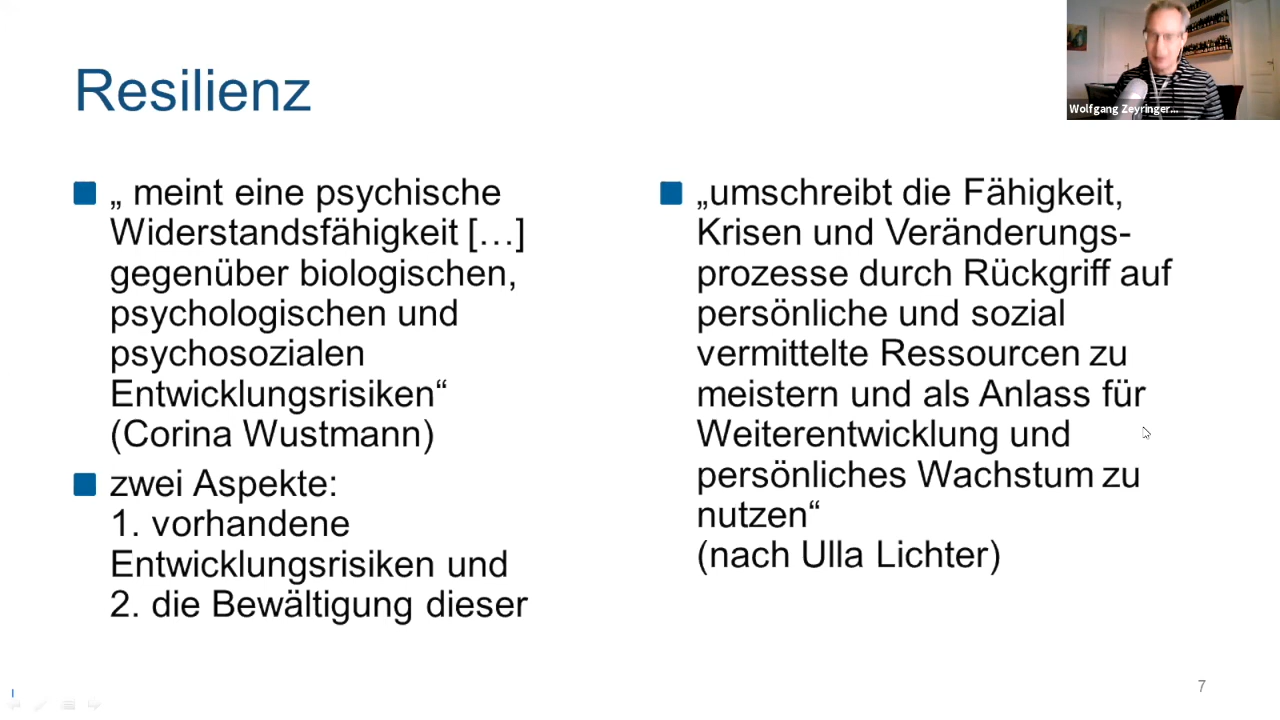 Resilienz
„ meint eine psychische
Widerstandsfähigkeit […]
gegenüber biologischen,
psychologischen und
psychosozialen
Entwicklungsrisiken“
(Corina Wustmann)
zwei Aspekte:
1. vorhandene
Entwicklungsrisiken und
2. die Bewältigung dieser
„umschreibt die Fähigkeit,
Krisen und Veränderungs-
prozesse durch Rückgriff auf
persönliche und sozial
vermittelte Ressourcen zu
meistern und als Anlass für
Weiterentwicklung und
persönliches Wachstum zu
nutzen“
(nach Ulla Lichter)
Wolfgang Zeyringer...
7